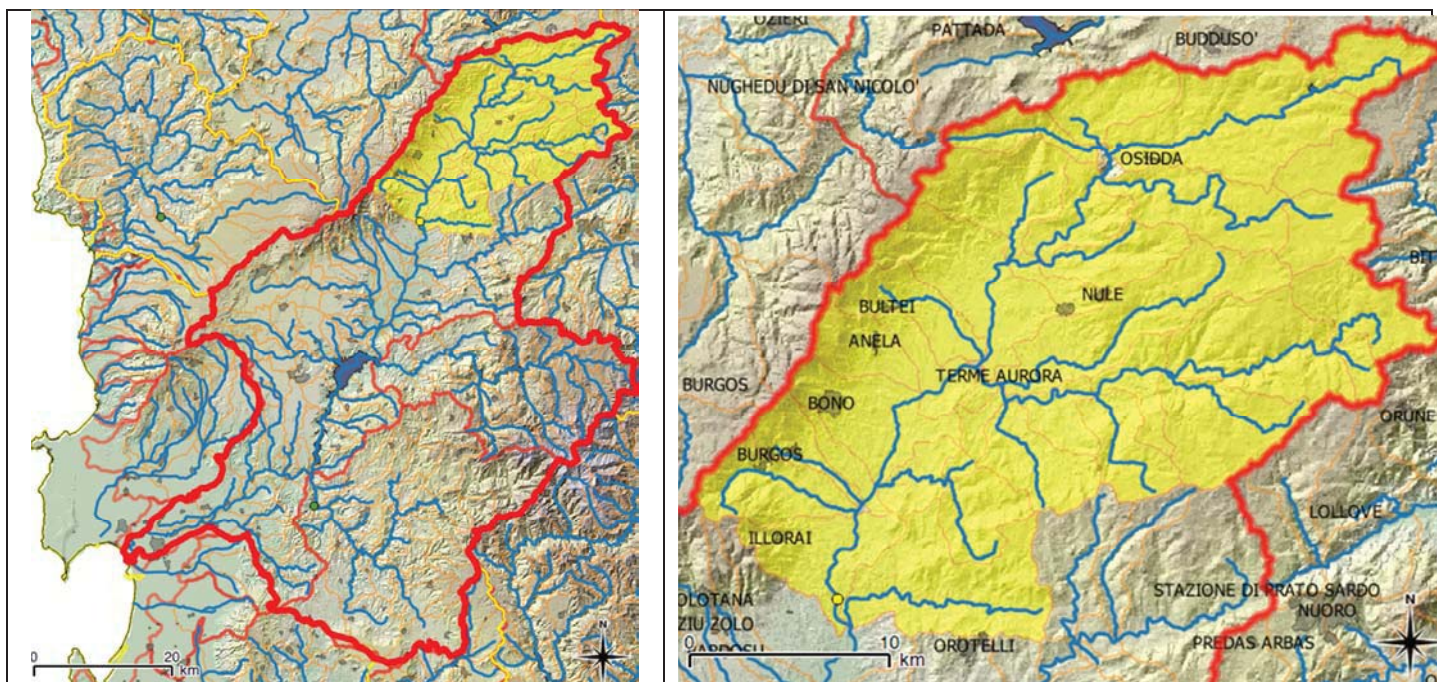 N
0 20
km
OZIERI
PATTADA
BUDDUSO'
NUGHEDU DI SAN NICOLO'
OSIDDA
BIT
BULTEI
NULE
ANELA
TERME AURORA
BURGOS
BONO
ORUNE
BURGOS
LOLLOVE
ILLORAI
STAZIONE DI PRATO SARDO
OLOTANA
NUORO
ZIU ZOLO
N
OROTELLI
PREDAS ARBAS
0 10
km